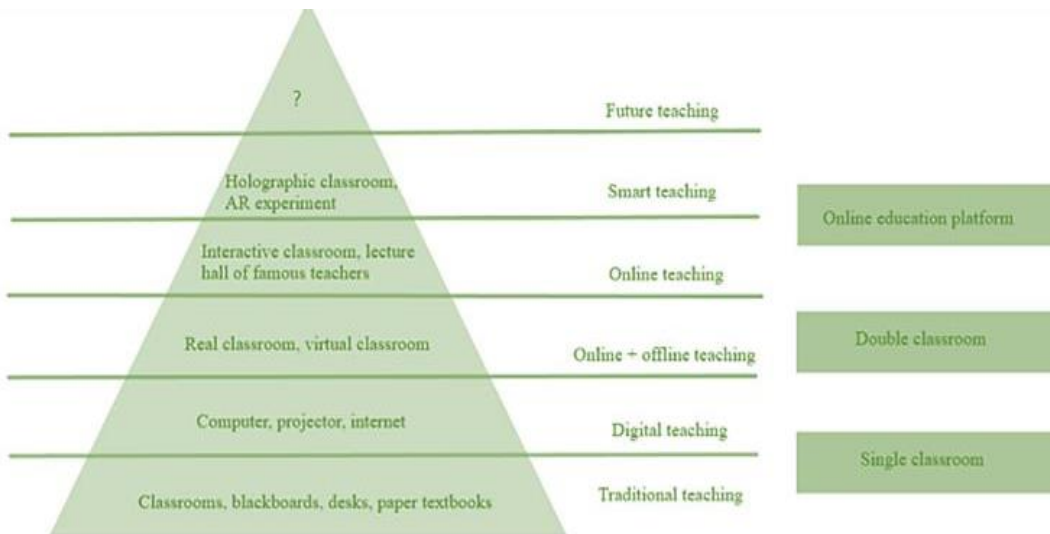 ?
Future teaching
Holographic classroom,
AR experiment
Smart teaching
Online education platform
Interactive classroom, lecture
hall of famous teachers
Online teaching
Real classroom, virtual classroom
Online + offline teaching
Double classroom
Computer, projector, internet
Digital teaching
Single classroom
Classrooms, blackboards, desks, paper textbooks
Traditional teaching